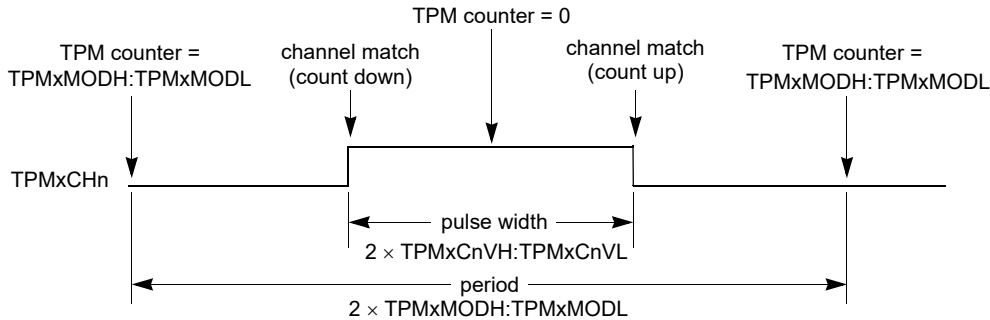 TPM counter = 0
TPM counter =
TPMxMODH:TPMxMODL
channel match
(count down)
channel match
(count up)
TPM counter =
TPMxMODH:TPMxMODL
TPMxCHn
pulse width
2 × TPMxCnVH:TPMxCnVL
period
2 × TPMxMODH:TPMxMODL